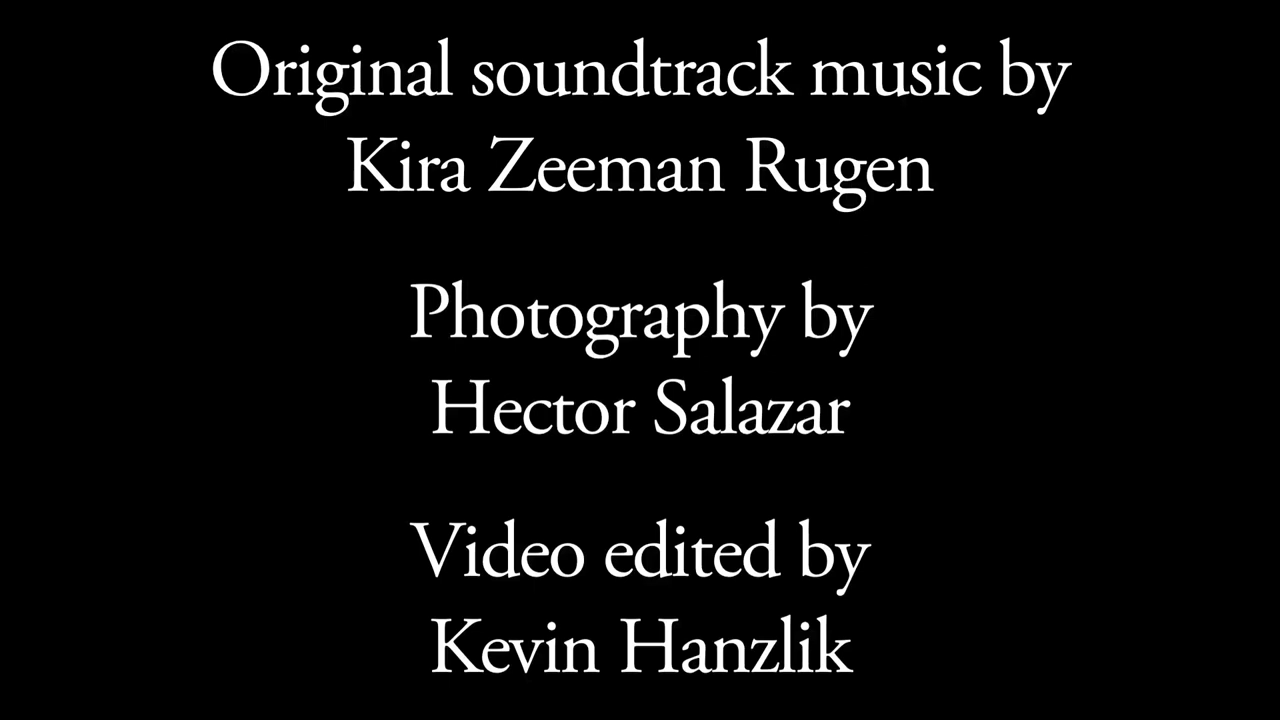 Original soundtrack music by
Kira Zeeman Rugen
Photography by
Hector Salazar
Video edited by
Kevin Hanzlik